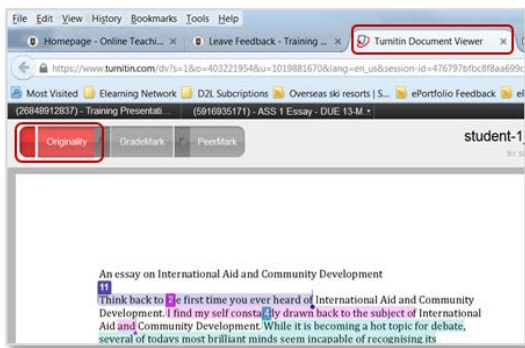 File Edit View History Bookmarks Tools Help
Homepage - Online Teachi... × Leave Feedback - Training ... × Turnitin Document Viewer ×
https://www.turnitin.com/dv?s=1&o=403221954&u=1019881670&lang=en_us&session-id=476797bfbc8f8aa699c
Most Visited Elearning Network D2L Subcriptions Overseas ski resorts | S... ePortfolio Feedback
(26848912837) - Training Presentati... (5916935171) - ASS 1 Essay - DUE 13-M...
Originality GradeMark PeerMark student-1
BY
An essay on International Aid and Community Development
11
Think back to 2 e first time you ever heard of International Aid and Community
Development. I find my self consta 4 ly drawn back to the subject of International
Aid and Community Development. While it is becoming a hot topic for debate,
several of todays most brilliant minds seem incapable of recognising its